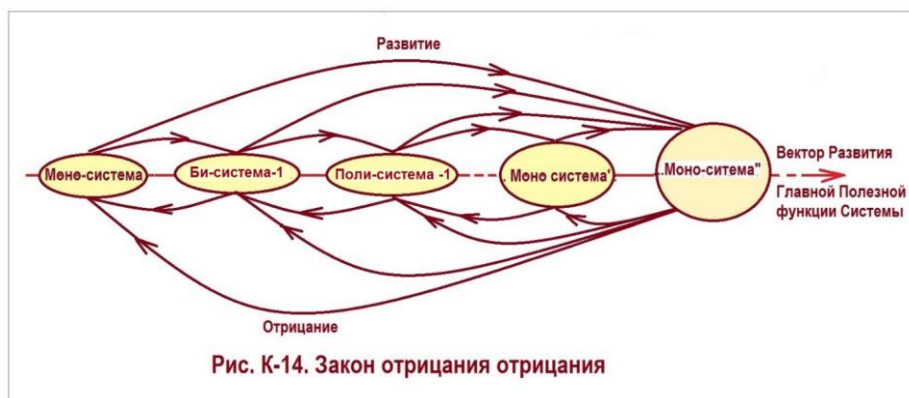 Развитие
Моно-система
Би-система-1
Поли-система -1
. Моно система'.
..Моно-ситема"
Вектор Развития
Главной Полезной
функции Системы
Отрицание
Рис. К-14. Закон отрицания отрицания